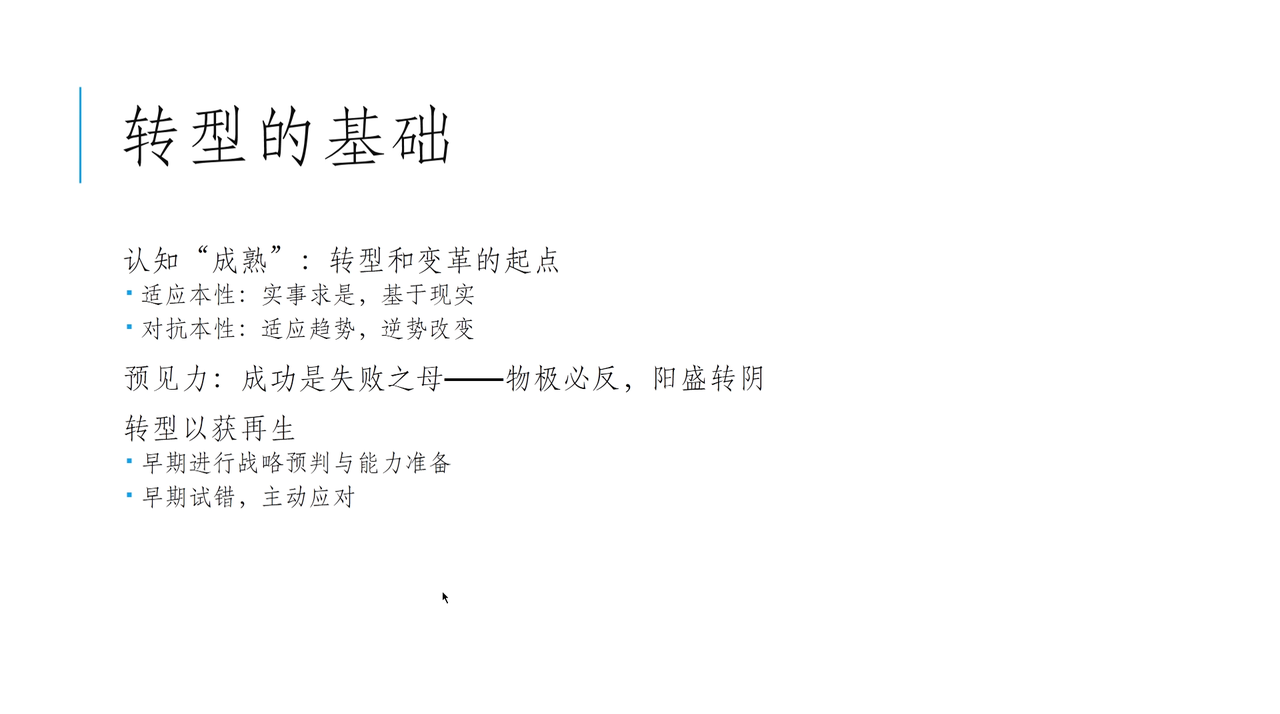 转型的基础
认知“成熟”：转型和变革的起点
▪适应本性：实事求是，基于现实
▪对抗本性：适应趋势，逆势改变
预见力：成功是失败之母——物极必反，阳盛转阴
转型以获再生
▪早期进行战略预判与能力准备
▪早期试错，主动应对